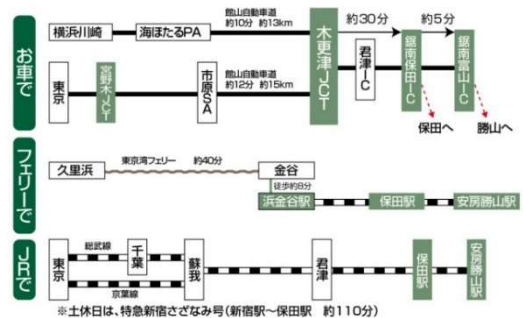 お車で
横浜川崎
海ほたるPA
館山自動車道
約10分 約13km
木更津JCT
約30分
約5分
君津IC
鋸南保田IC
鋸南富山IC
東京
宮野木JCT
市原SA
館山自動車道
約12分 約15km
保田へ
勝山へ
フェリーで
久里浜
東京湾フェリー 約40分
金谷
徒歩約8分
浜金谷駅
保田駅
安房勝山駅
JRで
東京
総武線
千葉
京葉線
蘇我
君津
保田駅
安房勝山駅
※土休日は、特急新宿さざなみ号(新宿駅～保田駅 約110分)